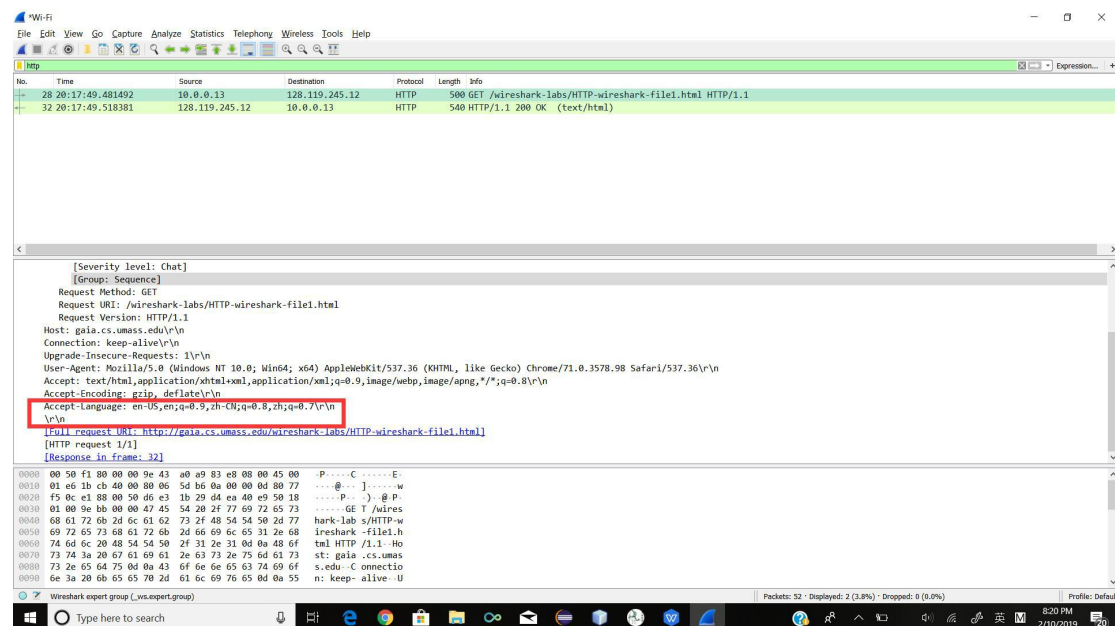 *Wi-Fi
File Edit View Go Capture Analyze Statistics Telephony Wireless Tools Help
http Expression... +
No. Time Source Destination Protocol Length Info
28 20:17:49.481492 10.0.0.13 128.119.245.12 HTTP 500 GET /wireshark-labs/HTTP-wireshark-file1.html HTTP/1.1
32 20:17:49.518381 128.119.245.12 10.0.0.13 HTTP 540 HTTP/1.1 200 OK (text/html)
[Severity level: Chat]
[Group: Sequence]
Request Method: GET
Request URI: /wireshark-labs/HTTP-wireshark-file1.html
Request Version: HTTP/1.1
Host: gaia.cs.umass.edu\r\n
Connection: keep-alive\r\n
Upgrade-Insecure-Requests: 1\r\n
User-Agent: Mozilla/5.0 (Windows NT 10.0; Win64; x64) AppleWebKit/537.36 (KHTML, like Gecko) Chrome/71.0.3578.98 Safari/537.36\r\n
Accept: text/html,application/xhtml+xml,application/xml;q=0.9,image/webp,image/apng,*/*;q=0.8\r\n
Accept-Encoding: gzip, deflate\r\n
Accept-Language: en-US,en;q=0.9,zh-CN;q=0.8,zh;q=0.7\r\n
\r\n
[Full request URI: http://gaia.cs.umass.edu/wireshark-labs/HTTP-wireshark-file1.html]
[HTTP request 1/1]
[Response in frame: 32]
0000 00 50 f1 80 00 00 9e 43 a0 a9 83 e8 08 00 45 00 ·P·····C ······E·
0010 01 e6 1b cb 40 00 80 06 5d b6 0a 00 00 0d 80 77 ····@··· ]······w
0020 f5 0c e1 88 00 50 d6 e3 1b 29 d4 ea 40 e9 50 18 ·····P·· ·)··@·P·
0030 01 00 9e bb 00 00 47 45 54 20 2f 77 69 72 65 73 ······GE T /wires
0040 68 61 72 6b 2d 6c 61 62 73 2f 48 54 54 50 2d 77 hark-lab s/HTTP-w
0050 69 72 65 73 68 61 72 6b 2d 66 69 6c 65 31 2e 68 ireshark -file1.h
0060 74 6d 6c 20 48 54 54 50 2f 31 2e 31 0d 0a 48 6f tml HTTP /1.1··Ho
0070 73 74 3a 20 67 61 69 61 2e 63 73 2e 75 6d 61 73 st: gaia .cs.umas
0080 73 2e 65 64 75 0d 0a 43 6f 6e 6e 65 63 74 69 6f s.edu··C onnectio
0090 6e 3a 20 6b 65 65 70 2d 61 6c 69 76 65 0d 0a 55 n: keep- alive··U
Wireshark expert group (_ws.expert.group) Packets: 52 · Displayed: 2 (3.8%) · Dropped: 0 (0.0%) Profile: Defaul
Type here to search 英 M 8:20 PM
2/10/2019 20